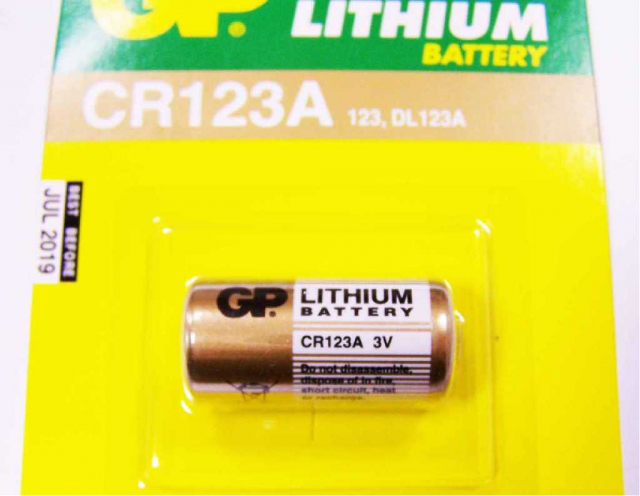 GP.
LITHIUM
BATTERY
CR123A 123, DL123A
BEST BEFORE
JUL 2019
GP.
LITHIUM
BATTERY
CR123A 3V
Do not disassemble,
dispose of in fire,
short circuit, heat
or recharge.